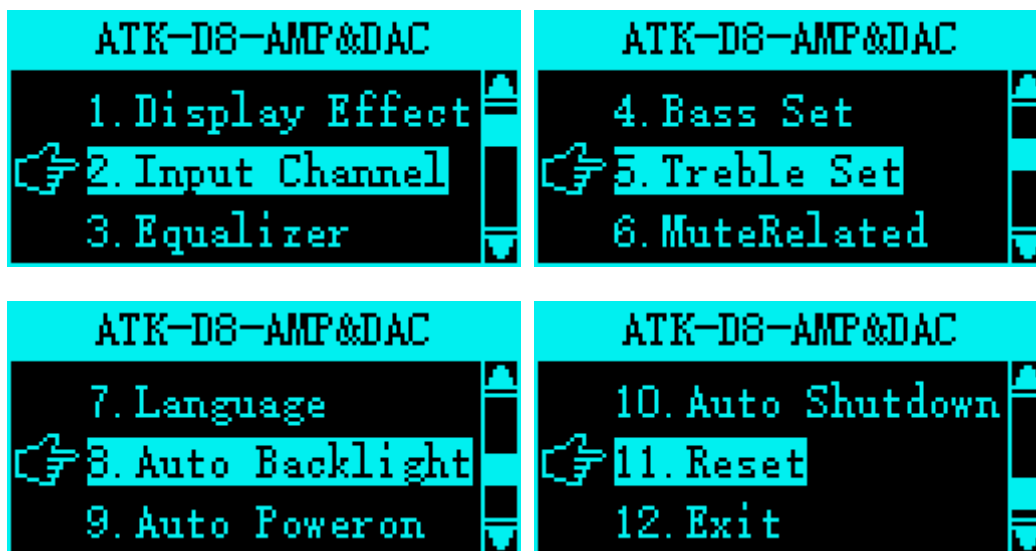 ATK-D8-AMP&DAC
1.Display Effect
2.Input Channel
3.Equalizer
ATK-D8-AMP&DAC
4.Bass Set
5.Treble Set
6.MuteRelated
ATK-D8-AMP&DAC
7.Language
8.Auto Backlight
9.Auto Poweron
ATK-D8-AMP&DAC
10.Auto Shutdown
11.Reset
12.Exit